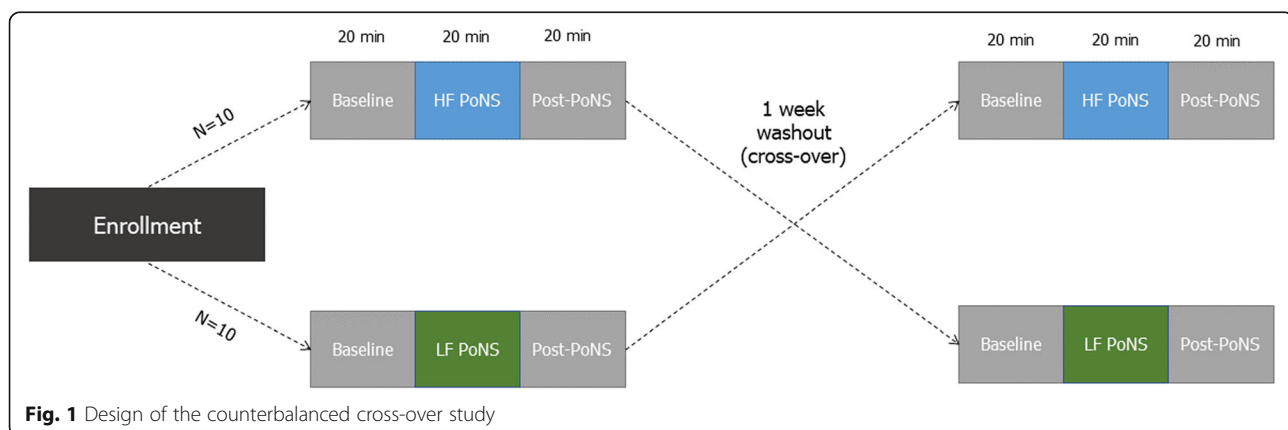 20 min 20 min 20 min
Baseline HF PoNS Post-PoNS
N=10
Enrollment
N=10
Baseline LF PoNS Post-PoNS
1 week
washout
(cross-over)
20 min 20 min 20 min
Baseline HF PoNS Post-PoNS
Baseline LF PoNS Post-PoNS
Fig. 1 Design of the counterbalanced cross-over study